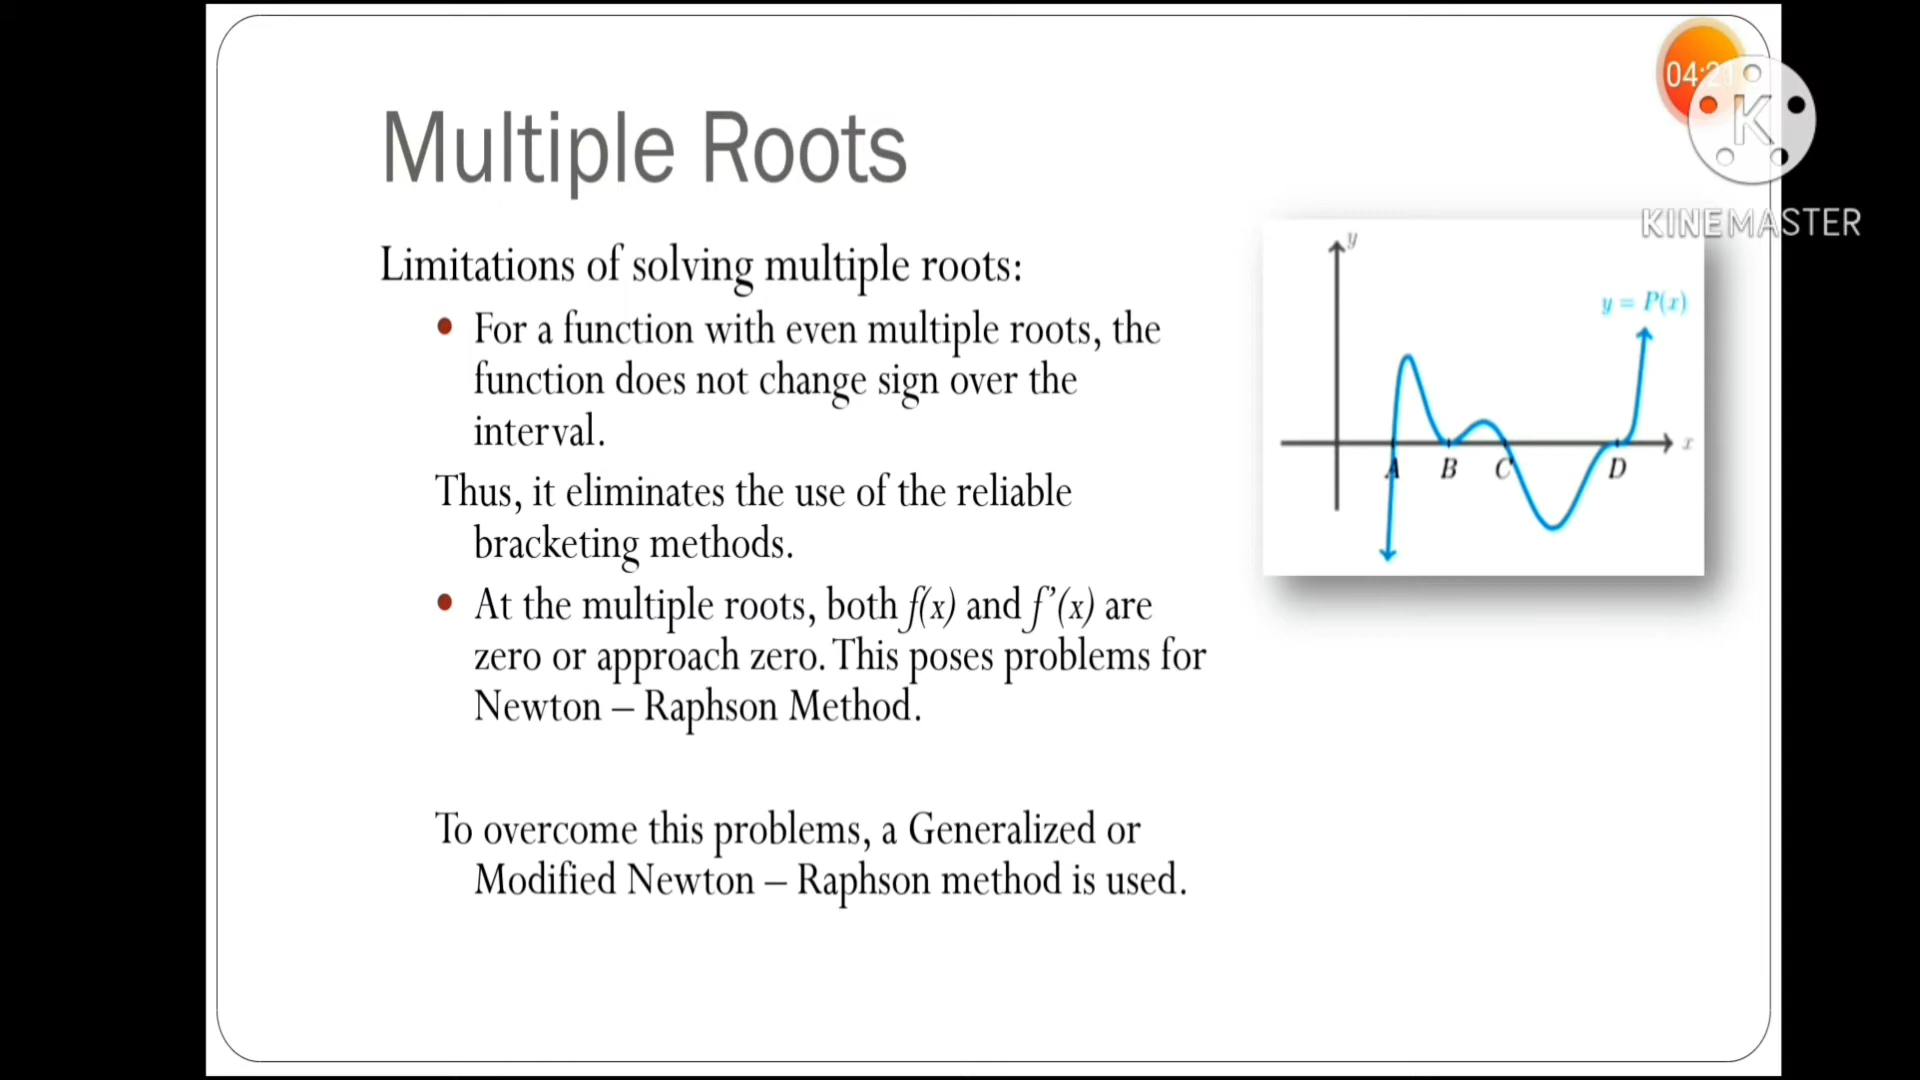 Multiple Roots
04:21
K
KINEMASTER
Limitations of solving multiple roots:
• For a function with even multiple roots, the
function does not change sign over the
interval.
Thus, it eliminates the use of the reliable
bracketing methods.
• At the multiple roots, both f(x) and f’(x) are
zero or approach zero. This poses problems for
Newton – Raphson Method.
To overcome this problems, a Generalized or
Modified Newton – Raphson method is used.
y
y = P(x)
x
A B C D